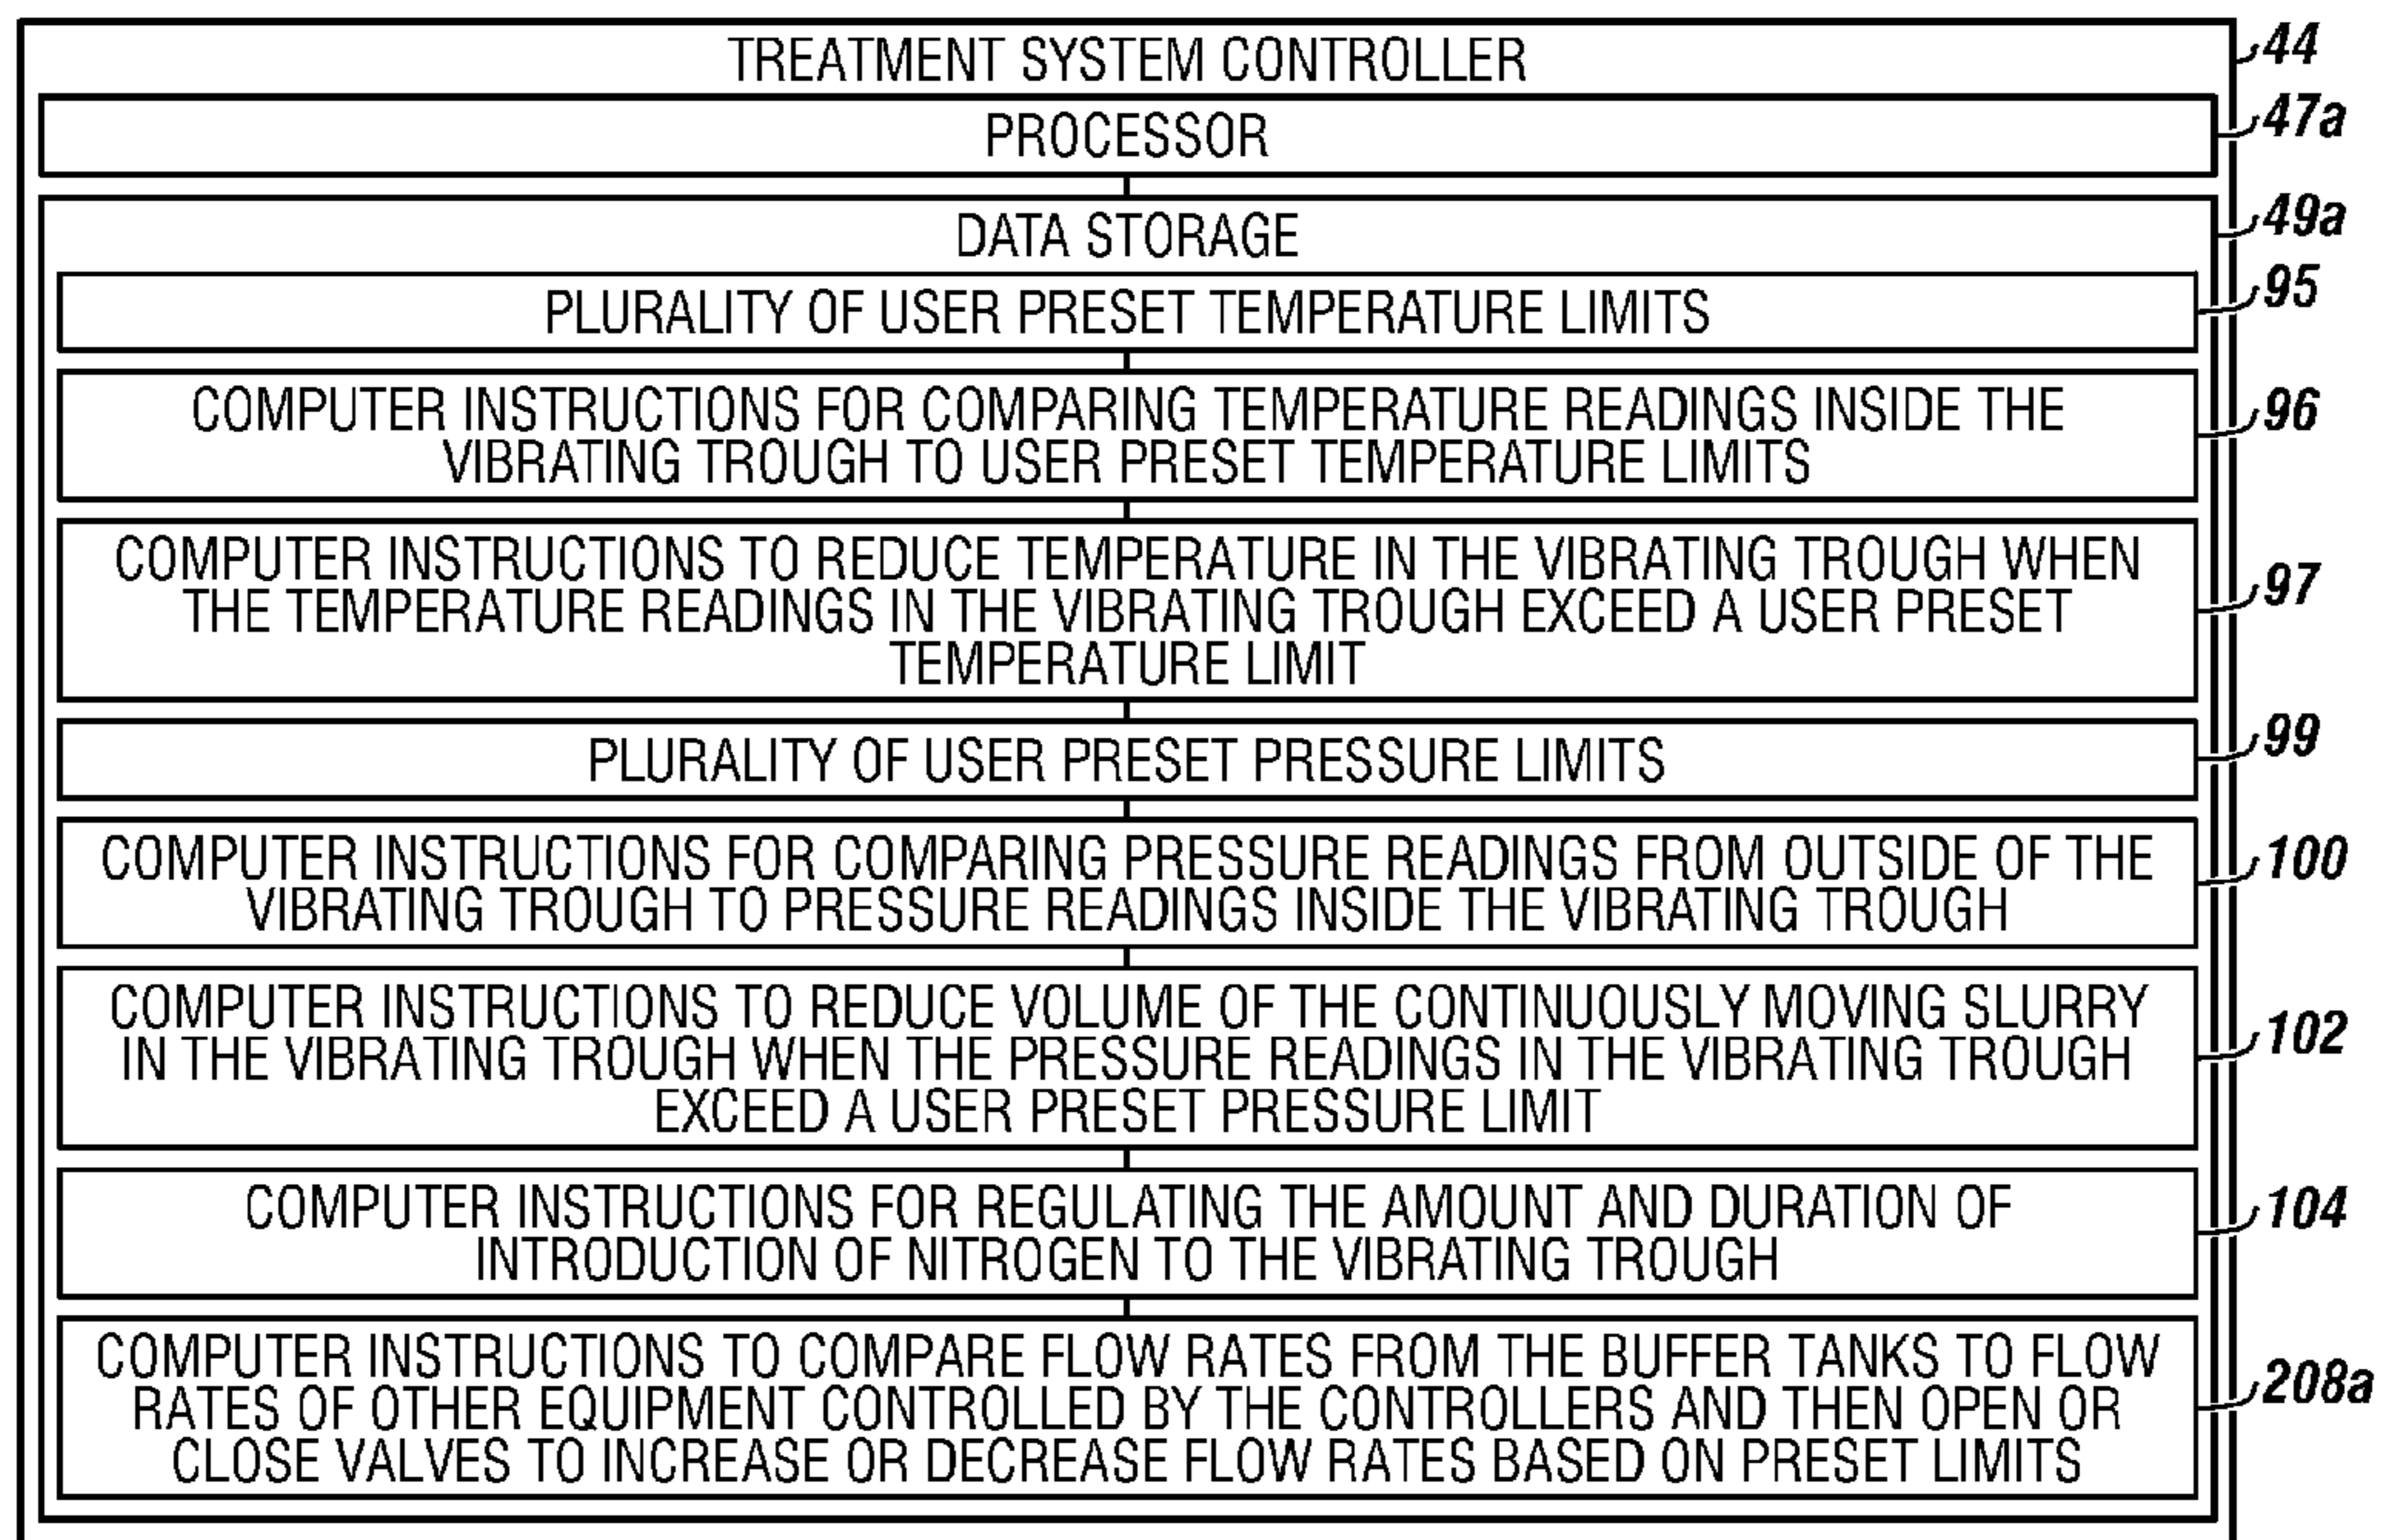 TREATMENT SYSTEM CONTROLLER
44
PROCESSOR
47a
DATA STORAGE
49a
PLURALITY OF USER PRESET TEMPERATURE LIMITS
95
COMPUTER INSTRUCTIONS FOR COMPARING TEMPERATURE READINGS INSIDE THE
VIBRATING TROUGH TO USER PRESET TEMPERATURE LIMITS
96
COMPUTER INSTRUCTIONS TO REDUCE TEMPERATURE IN THE VIBRATING TROUGH WHEN
THE TEMPERATURE READINGS IN THE VIBRATING TROUGH EXCEED A USER PRESET
TEMPERATURE LIMIT
97
PLURALITY OF USER PRESET PRESSURE LIMITS
99
COMPUTER INSTRUCTIONS FOR COMPARING PRESSURE READINGS FROM OUTSIDE OF THE
VIBRATING TROUGH TO PRESSURE READINGS INSIDE THE VIBRATING TROUGH
100
COMPUTER INSTRUCTIONS TO REDUCE VOLUME OF THE CONTINUOUSLY MOVING SLURRY
IN THE VIBRATING TROUGH WHEN THE PRESSURE READINGS IN THE VIBRATING TROUGH
EXCEED A USER PRESET PRESSURE LIMIT
102
COMPUTER INSTRUCTIONS FOR REGULATING THE AMOUNT AND DURATION OF
INTRODUCTION OF NITROGEN TO THE VIBRATING TROUGH
104
COMPUTER INSTRUCTIONS TO COMPARE FLOW RATES FROM THE BUFFER TANKS TO FLOW
RATES OF OTHER EQUIPMENT CONTROLLED BY THE CONTROLLERS AND THEN OPEN OR
CLOSE VALVES TO INCREASE OR DECREASE FLOW RATES BASED ON PRESET LIMITS
208a